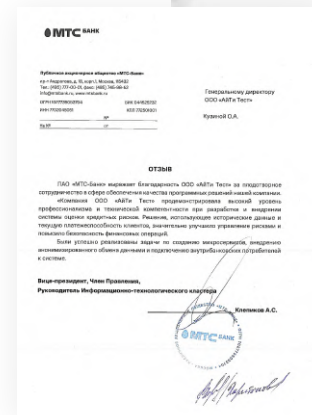 МТС БАНК
Публичное акционерное общество «МТС-Банк»
Генеральному директору
ООО «АйТи Тест»
Кузиной О.А.
ОТЗЫВ
ПАО «МТС-Банк» выражает благодарность ООО «АйТи Тест» за плодотворное
сотрудничество в сфере обеспечения качества программных решений нашей компании.
«Компания ООО «АйТи Тест» продемонстрировала высокий уровень
профессионализма и технической компетентности при разработке и внедрении
системы оценки кредитных рисков. Решение, использующее исторические данные и
текущую платежеспособность клиентов, значительно улучшило управление рисками и
повысило безопасность финансовых операций.
Были успешно реализованы задачи по созданию микросервисов, внедрению
анонимизированного обмена данными и подключению внутрибанковских потребителей
к системе.
Вице-президент, Член Правления,
Руководитель Информационно-технологического кластера
Клепиков А.С.
МТС БАНК